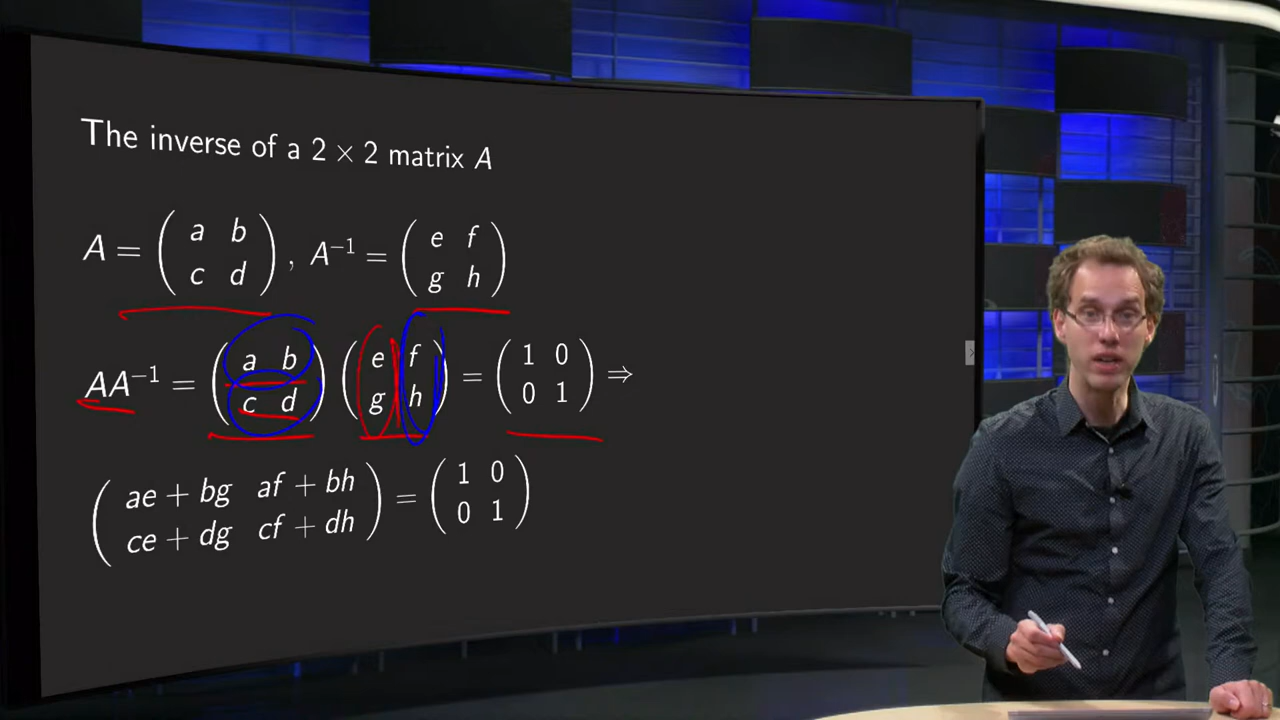 The inverse of a 2 × 2 matrix A
A = ( a b ; c d ) , A⁻¹ = ( e f ; g h )
AA⁻¹ = ( a b ; c d ) ( e f ; g h ) = ( 1 0 ; 0 1 ) ⇒
( ae + bg af + bh ; ce + dg cf + dh ) = ( 1 0 ; 0 1 )